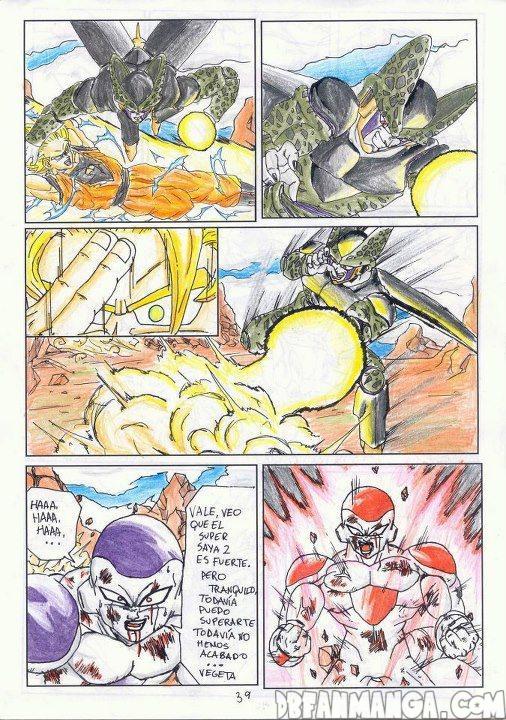 HAAA,
HAAA,
HAAA,
...
VALE, VEO
QUE EL
SUPER
SAYA 2
ES FUERTE.
PERO
TRANQUILO,
TODAVÍA
PUEDO
SUPERARTE
TODAVÍA NO
HEMOS
ACABADO
...
VEGETA
39
DBFANMANGA.COM